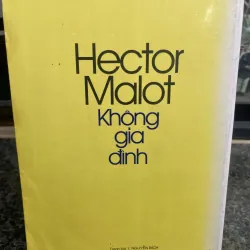 Hector
Malot
Không
gia
đình